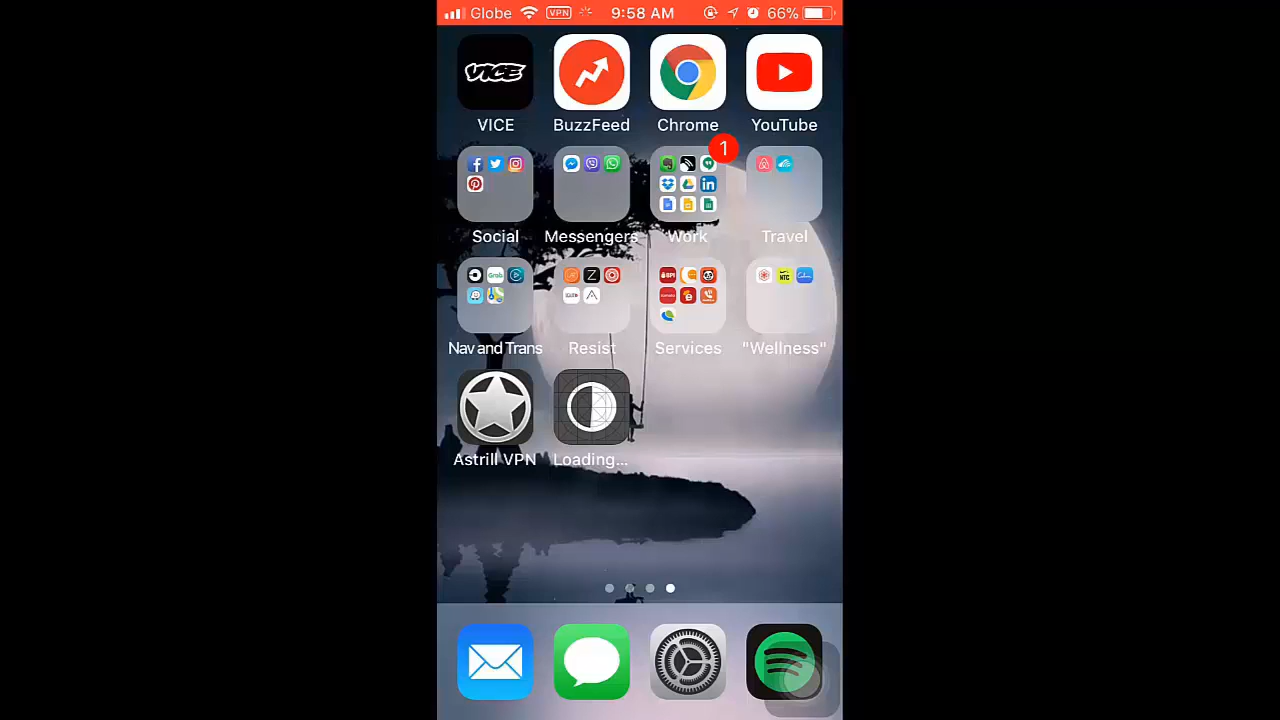 Globe VPN 9:58 AM 66%
VICE
VICE BuzzFeed Chrome YouTube
1
Social Messengers Work Travel
Nav and Trans Resist Services "Wellness"
Astrill VPN Loading...